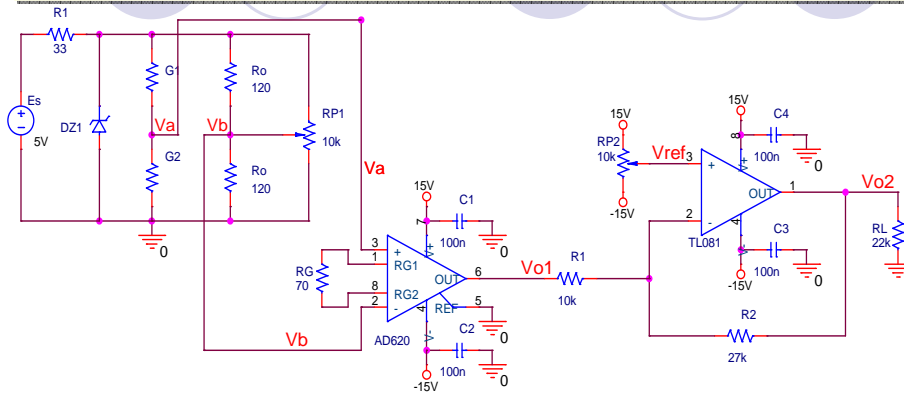 R1
33
Es
5V
DZ1
G1
Va
G2
Ro
120
Vb
Ro
120
RP1
10k
Va
Vb
RG
70
3
+
1
RG1
8
RG2
2
-
AD620
15V
7
V+
C1
100n
0
OUT
6
REF
5
0
4
V-
-15V
C2
100n
0
0
Vo1
R1
10k
15V
RP2
10k
-15V
Vref
3
+
2
-
TL081
15V
8
V+
C4
100n
0
OUT
1
4
V-
-15V
C3
100n
0
R2
27k
Vo2
RL
22k